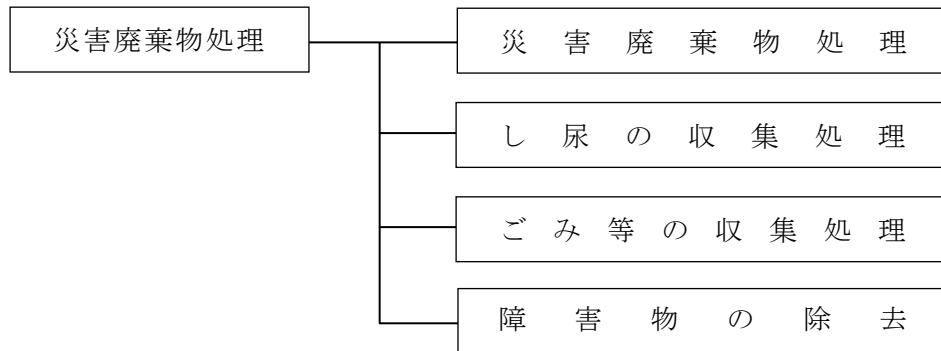 災害廃棄物処理
災害廃棄物処理
し尿の収集処理
ごみ等の収集処理
障害物の除去